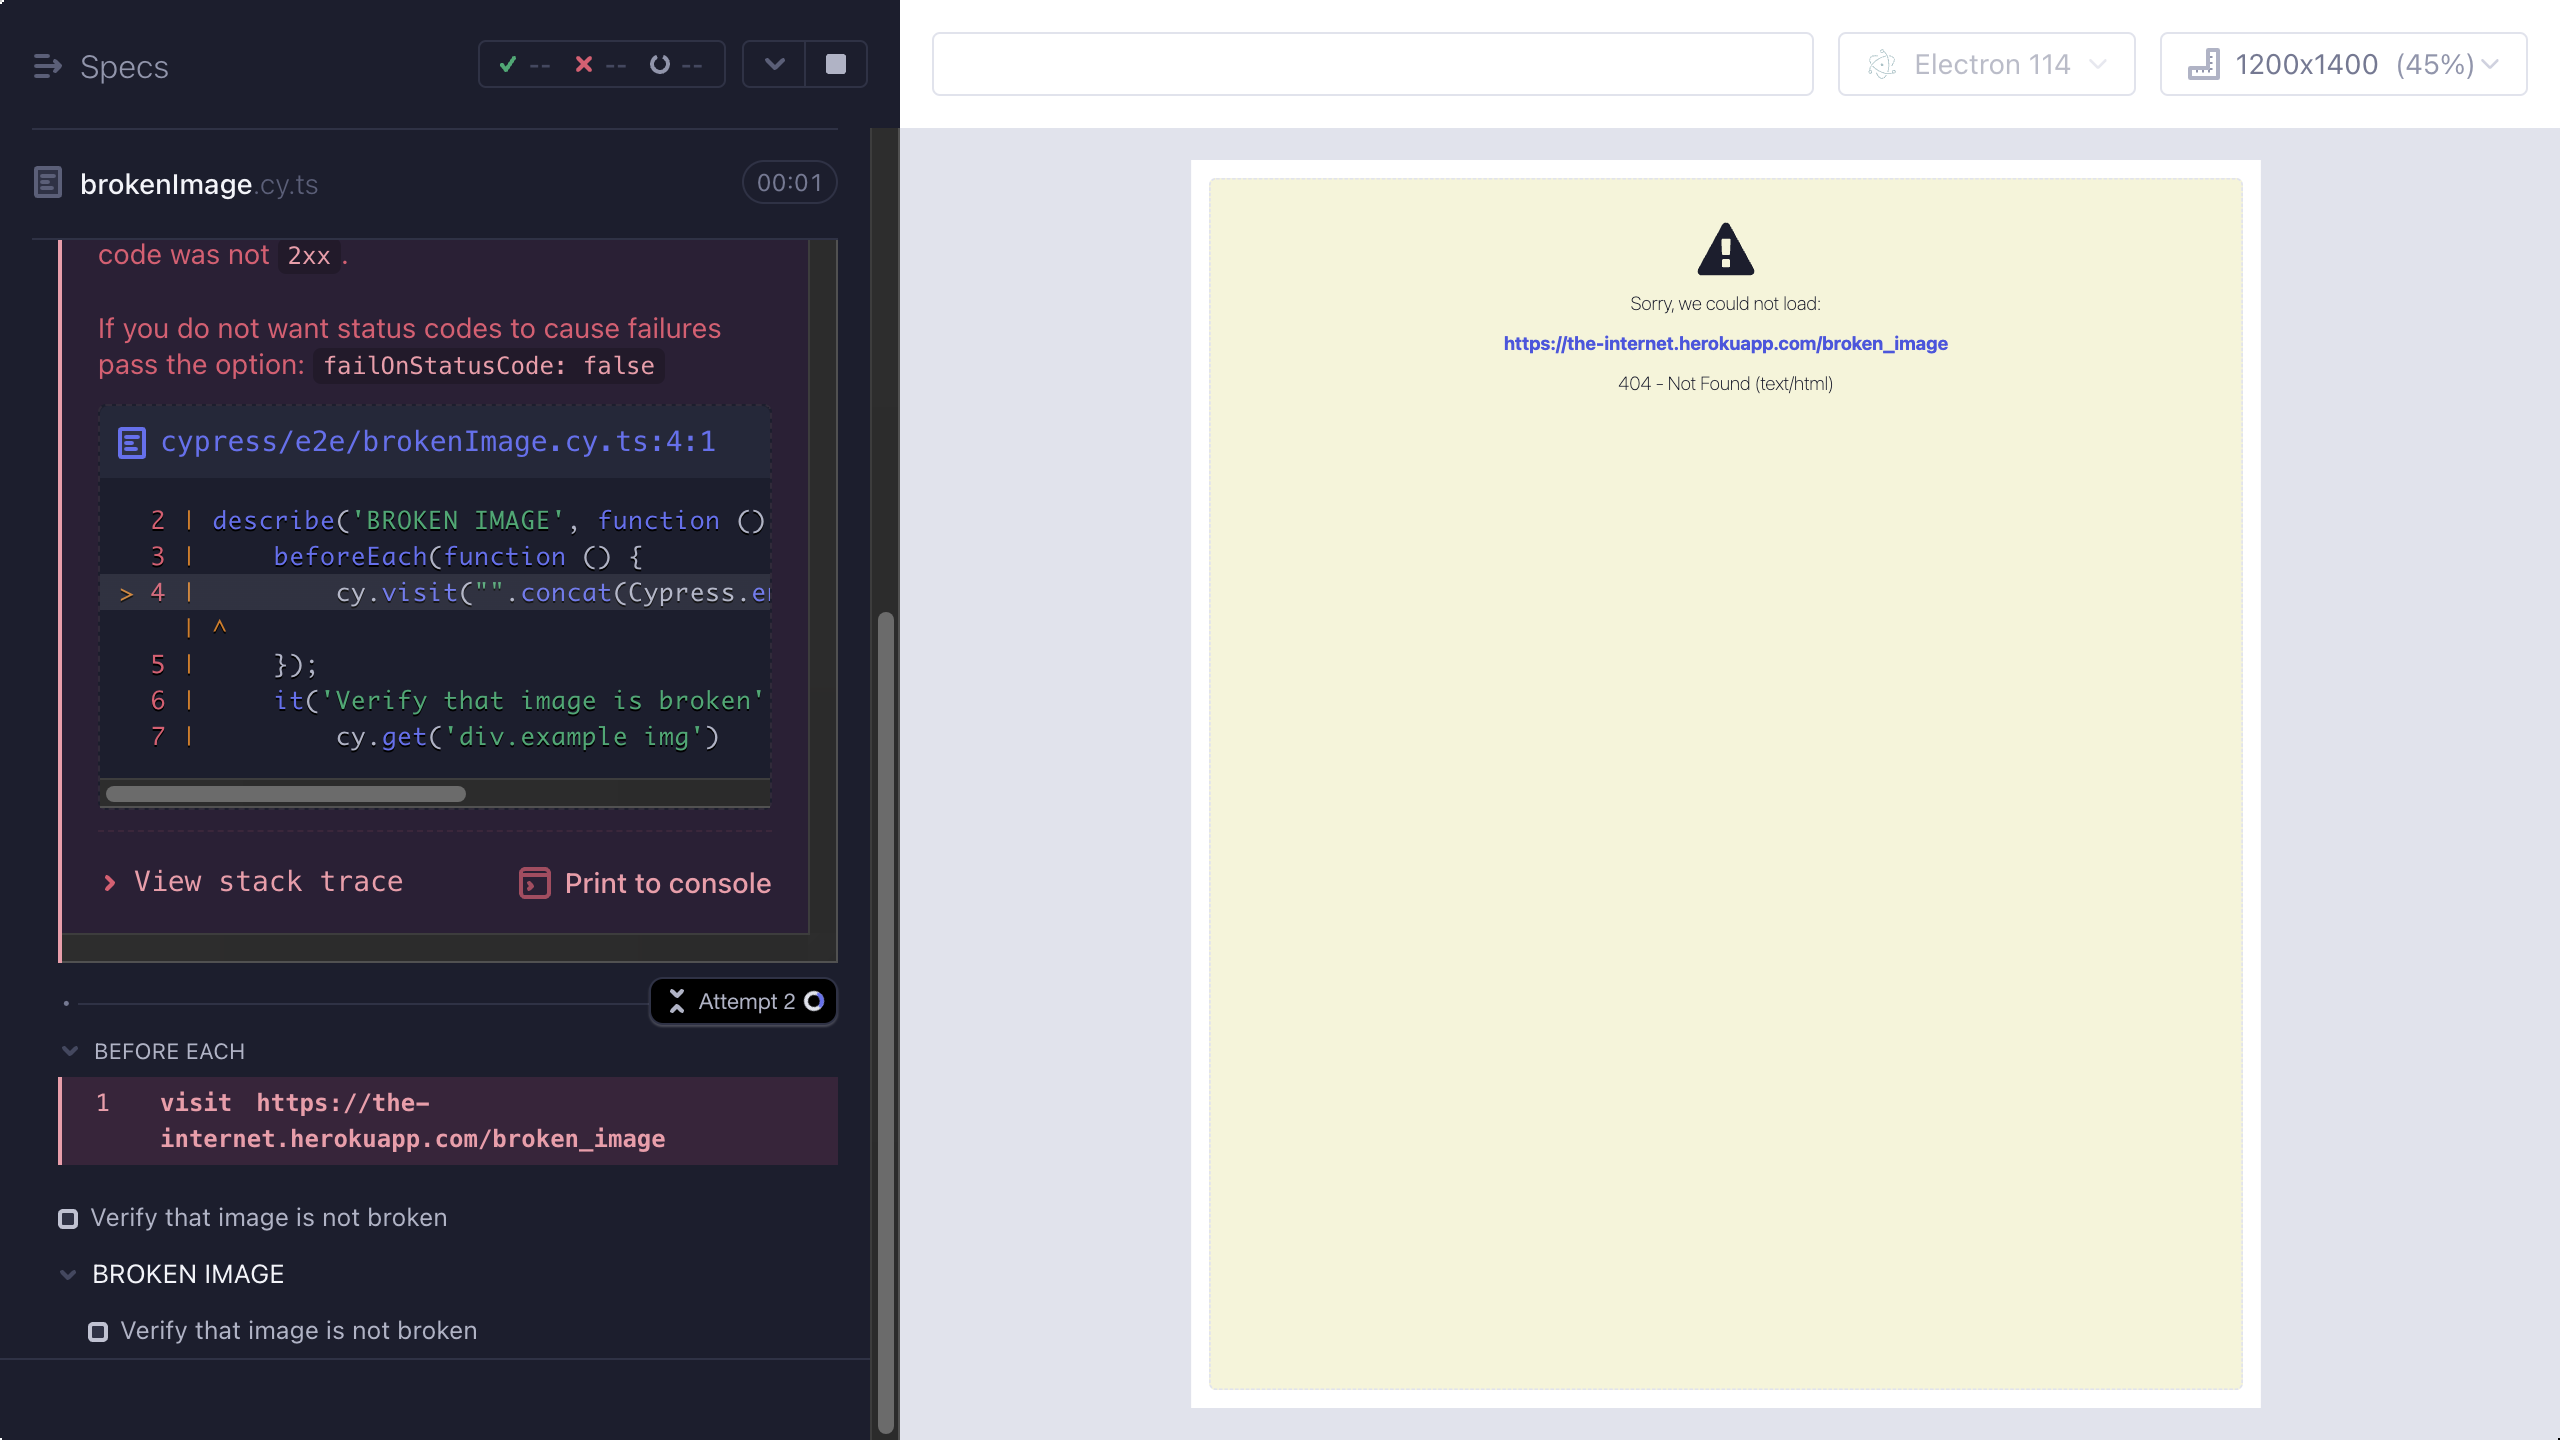 Specs
-- -- --
brokenImage.cy.ts
00:01
code was not 2xx.
If you do not want status codes to cause failures
pass the option: failOnStatusCode: false
cypress/e2e/brokenImage.cy.ts:4:1
2 | describe('BROKEN IMAGE', function ()
3 |     beforeEach(function () {
> 4 |         cy.visit("".concat(Cypress.en
| ^
5 |     });
6 |     it('Verify that image is broken'
7 |         cy.get('div.example img')
View stack trace
Print to console
Attempt 2
BEFORE EACH
1 visit https://the-
internet.herokuapp.com/broken_image
Verify that image is not broken
BROKEN IMAGE
Verify that image is not broken
Electron 114
1200x1400 (45%)
Sorry, we could not load:
https://the-internet.herokuapp.com/broken_image
404 - Not Found (text/html)